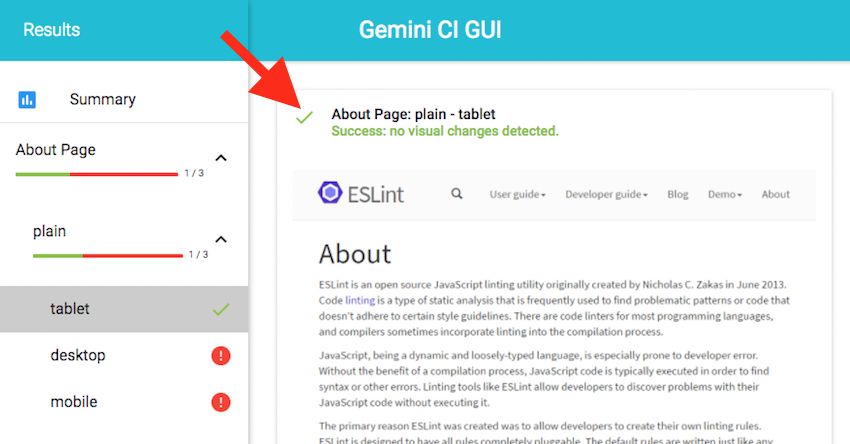 Results
Gemini CI GUI
Summary
About Page
1 / 3
plain
1 / 3
tablet
desktop
mobile
About Page: plain - tablet
Success: no visual changes detected.
ESLint
User guide
Developer guide
Blog
Demo
About
About
ESLint is an open source JavaScript linting utility originally created by Nicholas C. Zakas in June 2013.
Code linting is a type of static analysis that is frequently used to find problematic patterns or code that
doesn't adhere to certain style guidelines. There are code linters for most programming languages,
and compilers sometimes incorporate linting into the compilation process.
JavaScript, being a dynamic and loosely-typed language, is especially prone to developer error.
Without the benefit of a compilation process, JavaScript code is typically executed in order to find
syntax or other errors. Linting tools like ESLint allow developers to discover problems with their
JavaScript code without executing it.
The primary reason ESLint was created was to allow developers to create their own linting rules.
ESLint is designed to have all rules completely pluggable. The default rules are written just like any